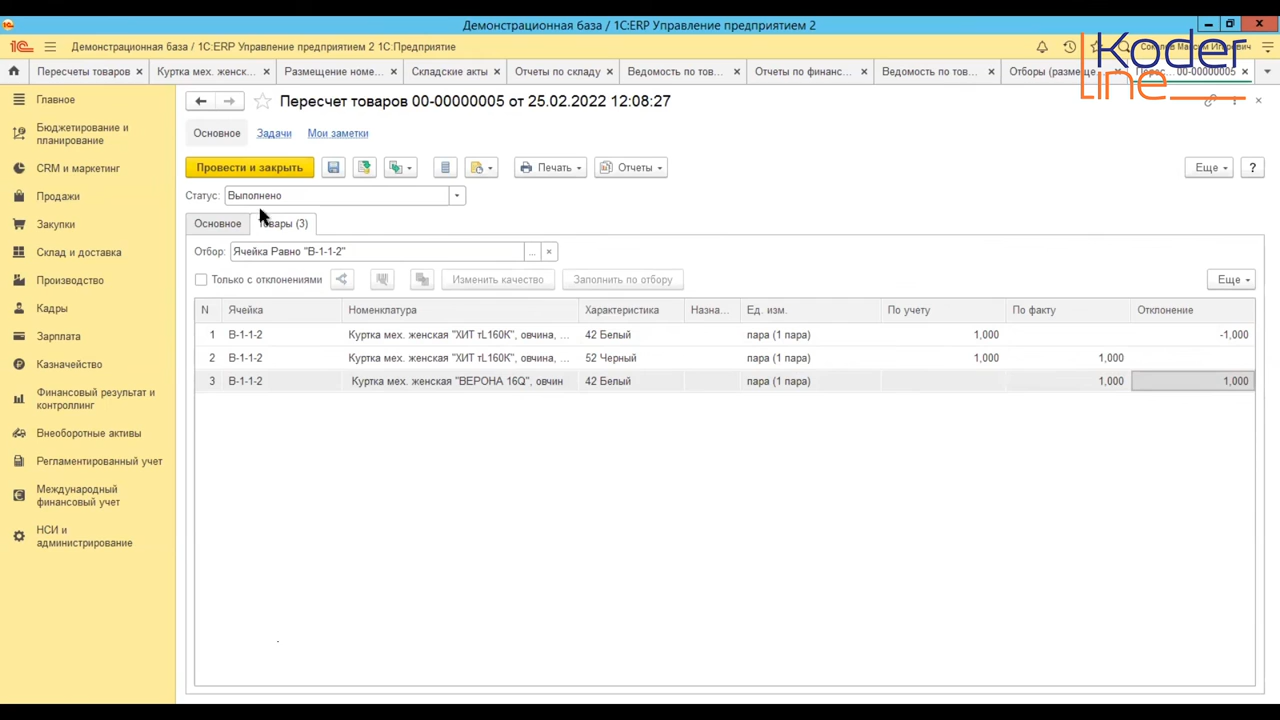 Демонстрационная база / 1С:ERP Управление предприятием 2
Демонстрационная база / 1С:ERP Управление предприятием 2 1С:Предприятие
Koder
line
Пересчеты товаров
Куртка мех. женск...
Размещение номе...
Складские акты
Отчеты по складу
Ведомость по тов...
Отчеты по финанс...
Ведомость по тов...
Отборы (размеще...
00-00000005
Главное
Бюджетирование и
планирование
CRM и маркетинг
Продажи
Закупки
Склад и доставка
Производство
Кадры
Зарплата
Казначейство
Финансовый результат и
контроллинг
Внеоборотные активы
Регламентированный учет
Международный
финансовый учет
НСИ и
администрирование
Пересчет товаров 00-00000005 от 25.02.2022 12:08:27
Основное Задачи Мои заметки
Провести и закрыть Печать Отчеты Еще ?
Статус: Выполнено
Основное Товары (3)
Отбор: Ячейка Равно "В-1-1-2"
Только с отклонениями Изменить качество Заполнить по отбору Еще
N Ячейка Номенклатура Характеристика Назна... Ед. изм. По учету По факту Отклонение
1 В-1-1-2 Куртка мех. женская "ХИТ тL160К", овчина, ... 42 Белый пара (1 пара) 1,000 -1,000
2 В-1-1-2 Куртка мех. женская "ХИТ тL160К", овчина, ... 52 Черный пара (1 пара) 1,000 1,000
3 В-1-1-2 Куртка мех. женская "ВЕРОНА 16Q", овчин 42 Белый пара (1 пара) 1,000 1,000